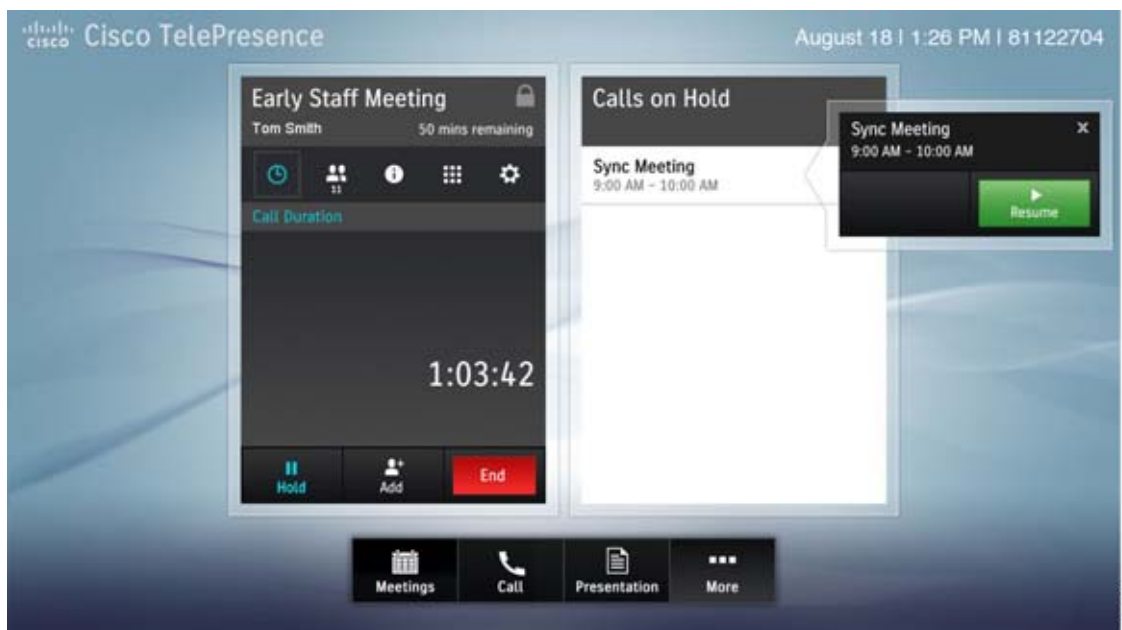 CISCO Cisco TelePresence
August 18 | 1:26 PM | 81122704
Early Staff Meeting
Tom Smith 50 mins remaining
11
Call Duration
1:03:42
Hold
Add
End
Calls on Hold
Sync Meeting
9:00 AM – 10:00 AM
Sync Meeting
9:00 AM – 10:00 AM
Resume
Meetings
Call
Presentation
More